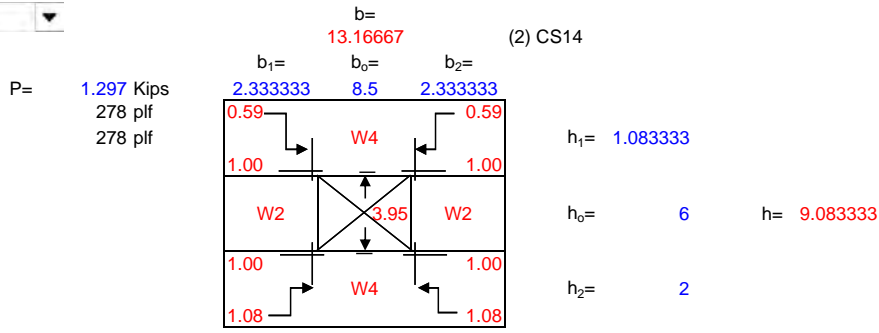 b=
13.16667 (2) CS14
b₁= bₒ= b₂=
P= 1.297 Kips 2.333333 8.5 2.333333
278 plf 0.59 0.59
278 plf W4 h₁= 1.083333
1.00 1.00
W2 3.95 W2 hₒ= 6 h= 9.083333
1.00 1.00
W4 h₂= 2
1.08 1.08